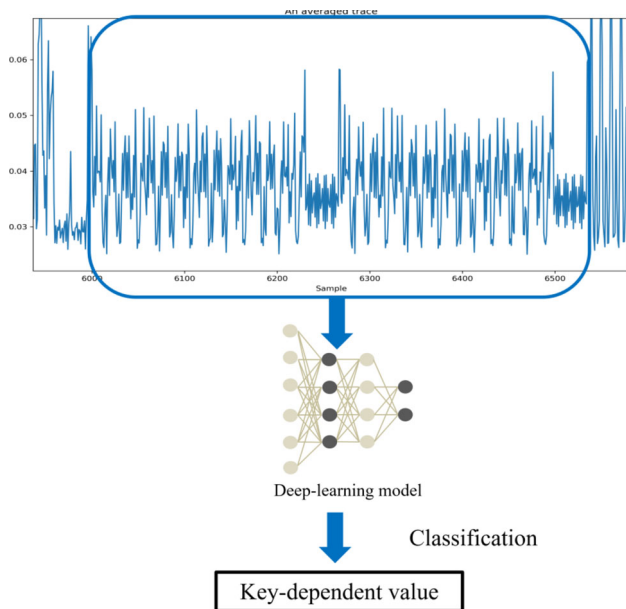 An averaged trace
0.06
0.05
0.04
0.03
6000 6100 6200 6300 6400 6500
Sample
Deep-learning model
Classification
Key-dependent value